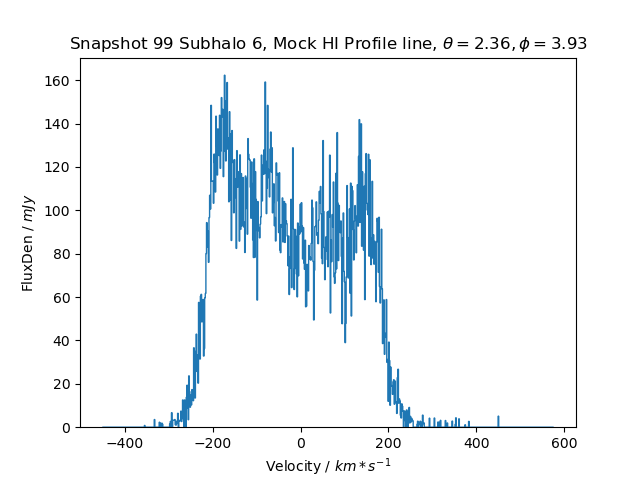 Snapshot 99 Subhalo 6, Mock HI Profile line, θ = 2.36, ϕ = 3.93
160
140
120
100
80
60
40
20
0
FluxDen / mJy
−400 −200 0 200 400 600
Velocity / km * s⁻¹